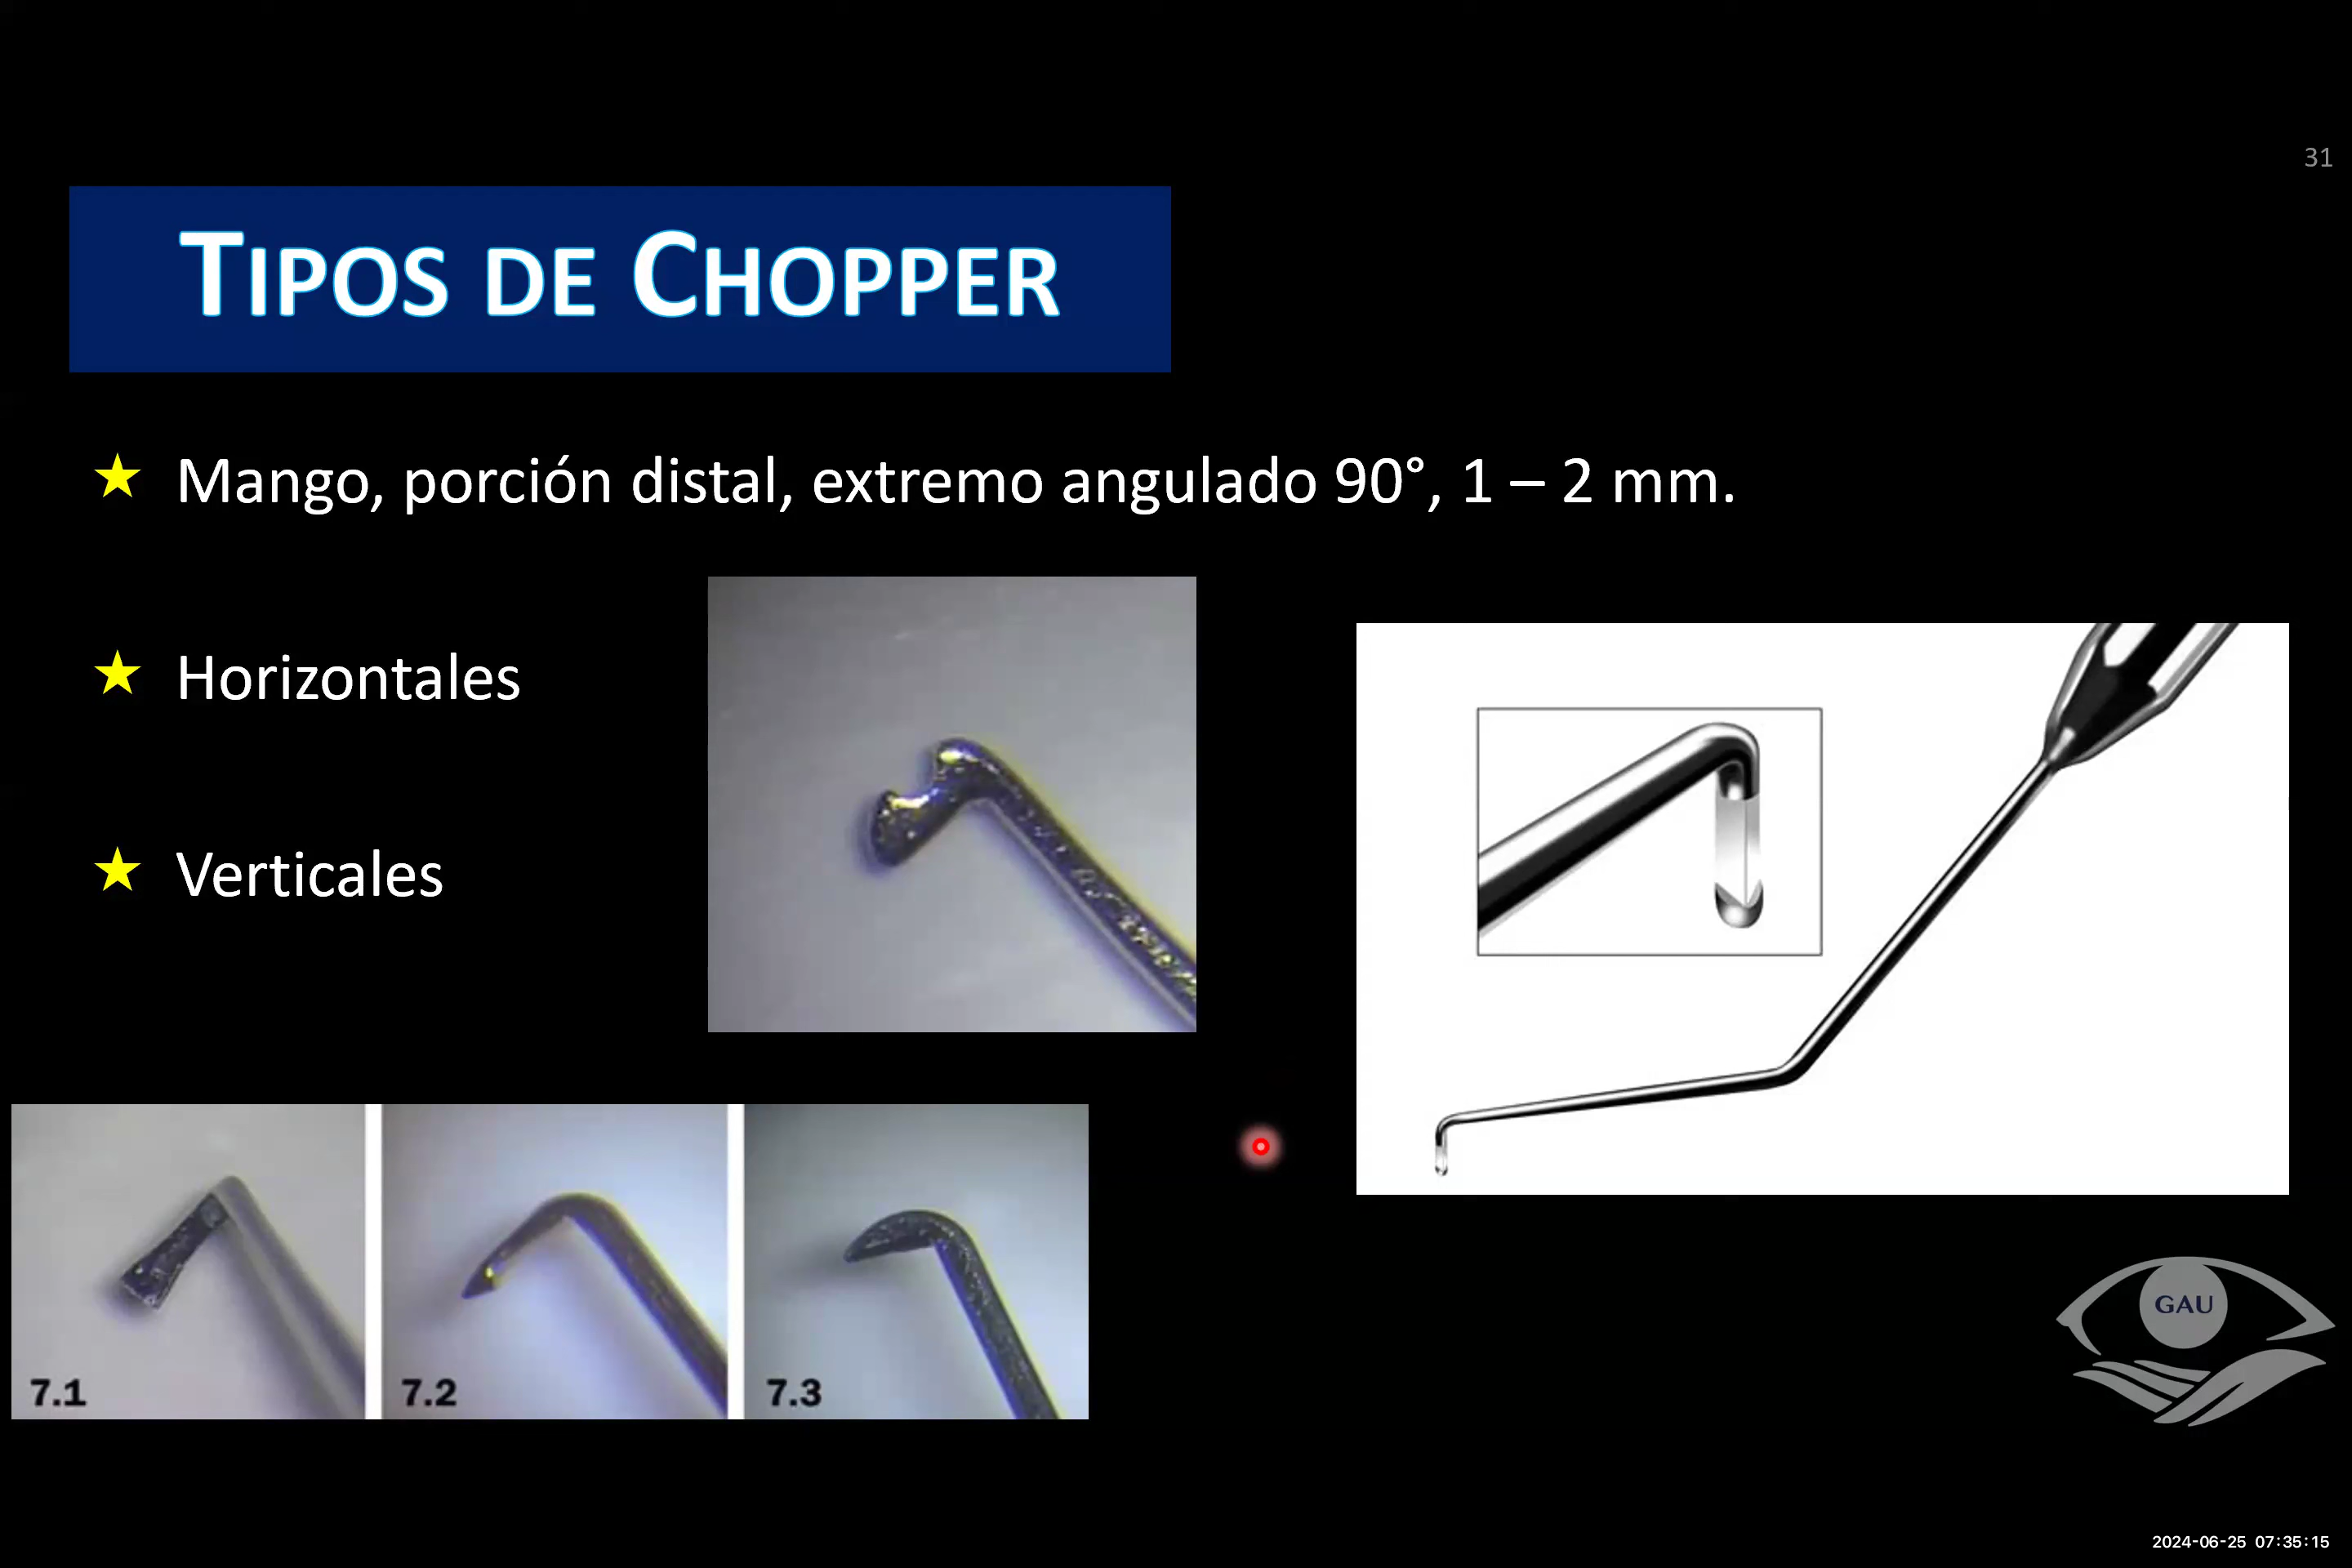 31
TIPOS DE CHOPPER
Mango, porción distal, extremo angulado 90°, 1 – 2 mm.
Horizontales
Verticales
7.1
7.2
7.3
GAU
2024-06-25 07:35:15